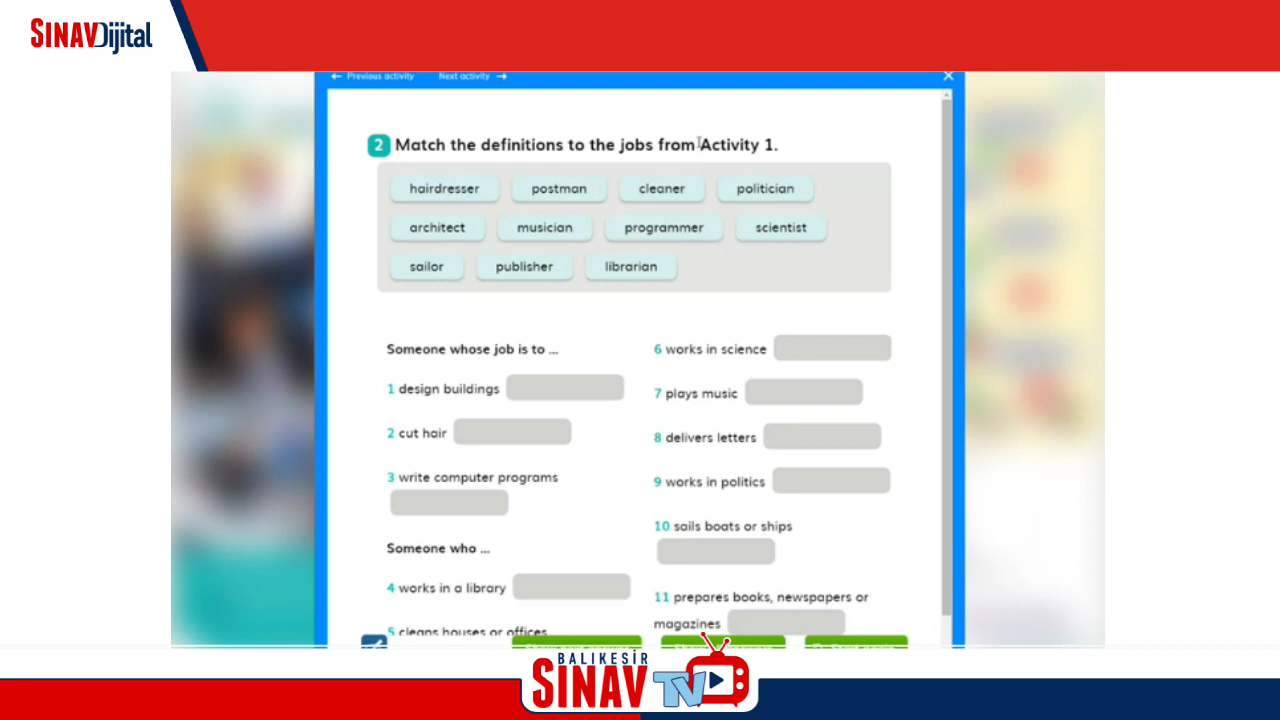 SINAVDijital
← Previous activity Next activity →
2 Match the definitions to the jobs from Activity 1.
hairdresser postman cleaner politician
architect musician programmer scientist
sailor publisher librarian
Someone whose job is to ...
1 design buildings
2 cut hair
3 write computer programs
Someone who ...
4 works in a library
5 cleans houses or offices
6 works in science
7 plays music
8 delivers letters
9 works in politics
10 sails boats or ships
11 prepares books, newspapers or
magazines
BALIKESİR
SINAV TV